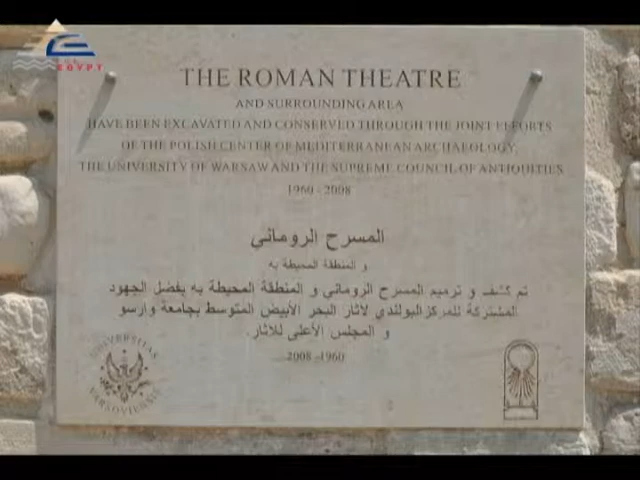 EGYPT
THE ROMAN THEATRE
AND SURROUNDING AREA
HAVE BEEN EXCAVATED AND CONSERVED THROUGH THE JOINT EFFORTS
OF THE POLISH CENTER OF MEDITERRANEAN ARCHAEOLOGY,
THE UNIVERSITY OF WARSAW AND THE SUPREME COUNCIL OF ANTIQUITIES
1960 - 2008
المسرح الروماني
و المنطقة المحيطة به
تم كشف و ترميم المسرح الروماني و المنطقة المحيطة به بفضل الجهود
المشتركة للمركز البولندي لآثار البحر الأبيض المتوسط بجامعة وارسو
و المجلس الأعلى للآثار.
2008 -1960
UNIVERSITAS
VARSOVIENSIS